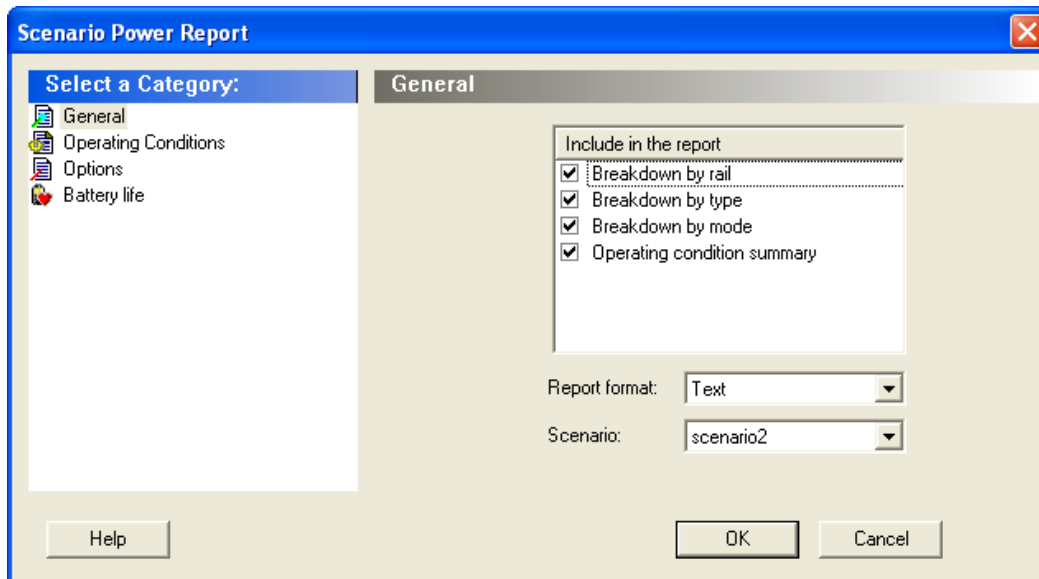 Scenario Power Report
Select a Category:
General
Operating Conditions
Options
Battery life
General
Include in the report
Breakdown by rail
Breakdown by type
Breakdown by mode
Operating condition summary
Report format: Text
Scenario: scenario2
Help OK Cancel